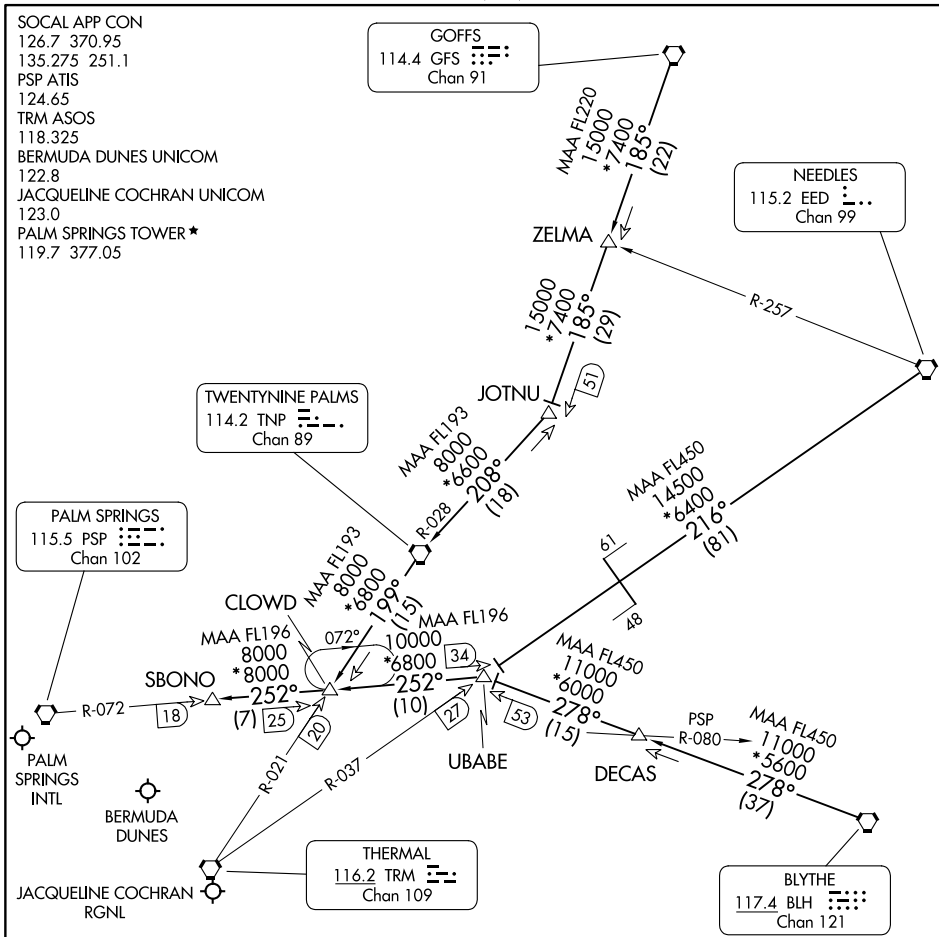 SOCAL APP CON
126.7 370.95
135.275 251.1
PSP ATIS
124.65
TRM ASOS
118.325
BERMUDA DUNES UNICOM
122.8
JACQUELINE COCHRAN UNICOM
123.0
PALM SPRINGS TOWER★
119.7 377.05
GOFFS
114.4 GFS
Chan 91
MAA FL220
15000
*7400
185°
(22)
NEEDLES
115.2 EED
Chan 99
ZELMA
R-257
15000
*7400
185°
(29)
51
JOTNU
TWENTYNINE PALMS
114.2 TNP
Chan 89
MAA FL193
8000
*6600
208°
(18)
R-028
MAA FL450
14500
*6400
216°
(81)
61
48
PALM SPRINGS
115.5 PSP
Chan 102
CLOWD
MAA FL193
8000
*6800
199°
(15)
072°
MAA FL196
10000
*6800
252°
(10)
34
MAA FL196
8000
*8000
252°
(7)
SBONO
R-072
18
25
20
R-021
R-037
27
53
UBABE
MAA FL450
11000
*6000
278°
(15)
PSP
R-080
DECAS
MAA FL450
11000
*5600
278°
(37)
PALM
SPRINGS
INTL
BERMUDA
DUNES
JACQUELINE COCHRAN
RGNL
THERMAL
116.2 TRM
Chan 109
BLYTHE
117.4 BLH
Chan 121